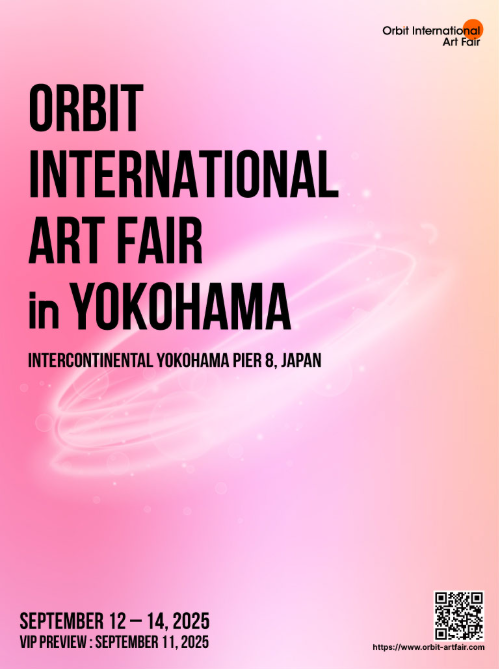 Orbit International
Art Fair
ORBIT
INTERNATIONAL
ART FAIR
in YOKOHAMA
INTERCONTINENTAL YOKOHAMA PIER 8, JAPAN
SEPTEMBER 12 – 14, 2025
VIP PREVIEW : SEPTEMBER 11, 2025
https://www.orbit-artfair.com